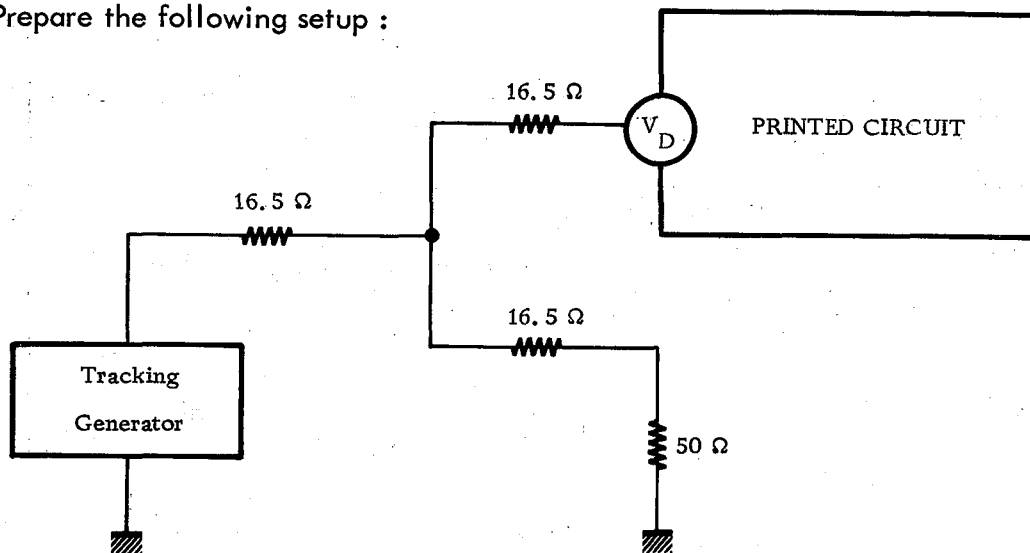 Prepare the following setup :
16.5 Ω
V D
PRINTED CIRCUIT
16.5 Ω
16.5 Ω
Tracking
Generator
50 Ω